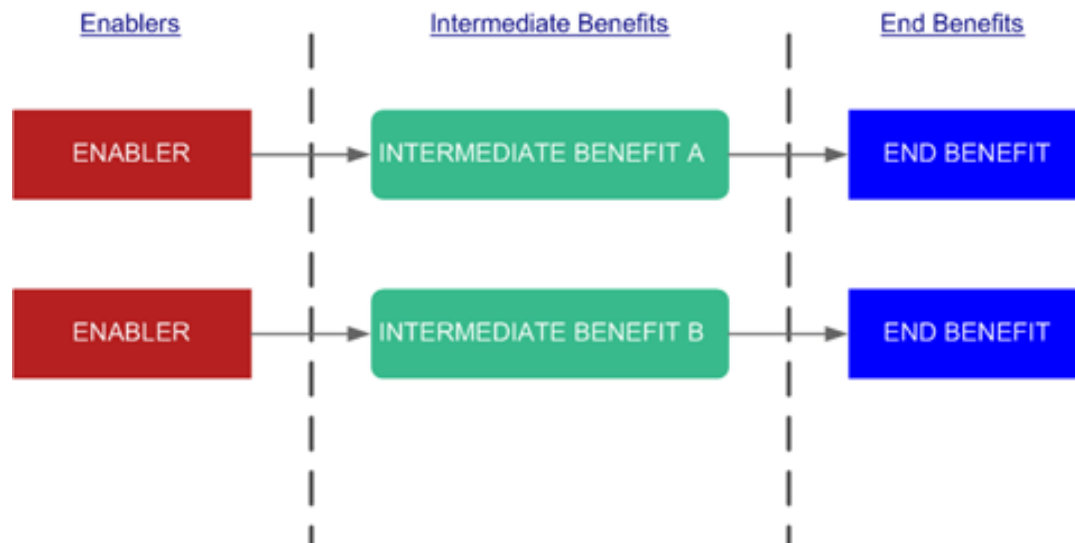 Enablers
Intermediate Benefits
End Benefits
ENABLER
INTERMEDIATE BENEFIT A
END BENEFIT
ENABLER
INTERMEDIATE BENEFIT B
END BENEFIT